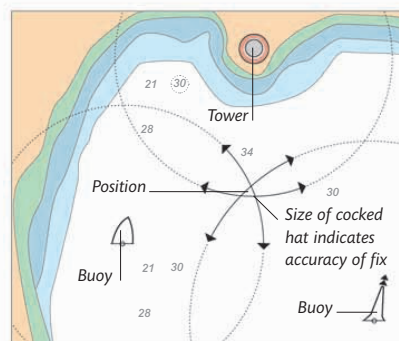 21
30
Tower
28
34
Position
30
Size of cocked
hat indicates
accuracy of fix
Buoy
21
30
Buoy
28